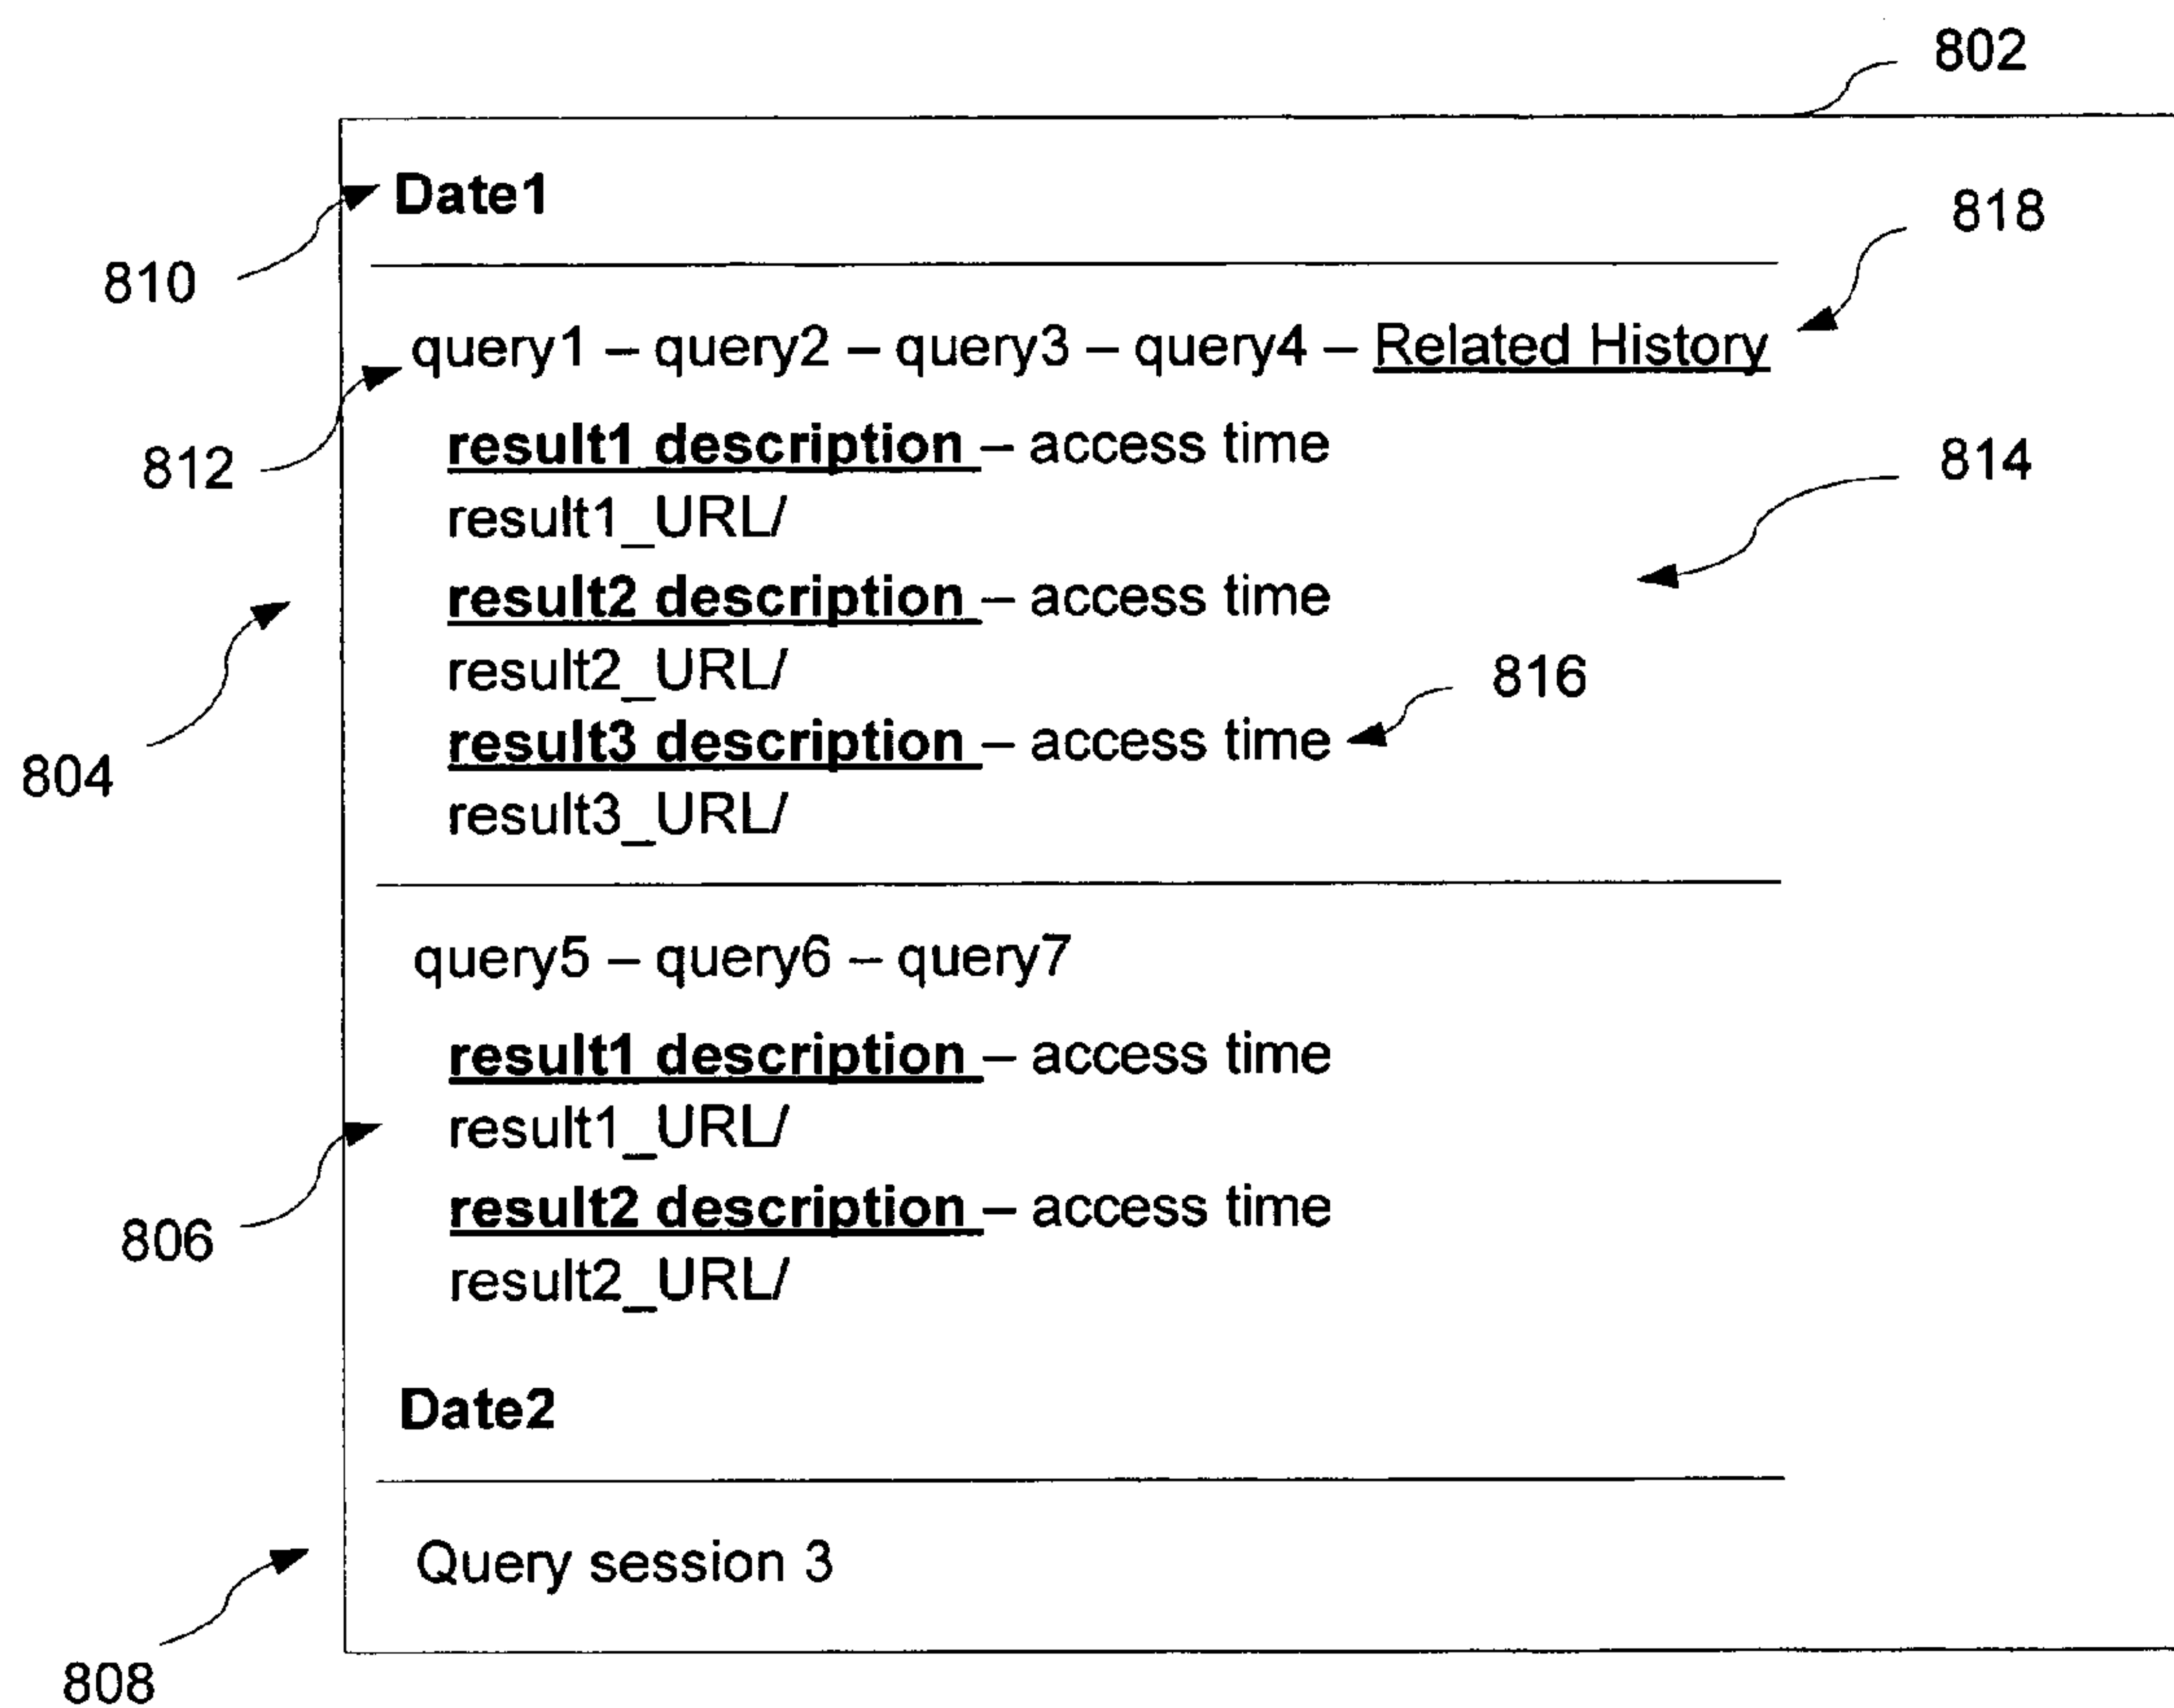 802
Date1
818
810
query1 – query2 – query3 – query4 – Related History
812
result1 description – access time
814
result1_URL/
result2 description – access time
result2_URL/
816
804
result3 description – access time
result3_URL/
query5 – query6 – query7
result1 description – access time
result1_URL/
806
result2 description – access time
result2_URL/
Date2
Query session 3
808